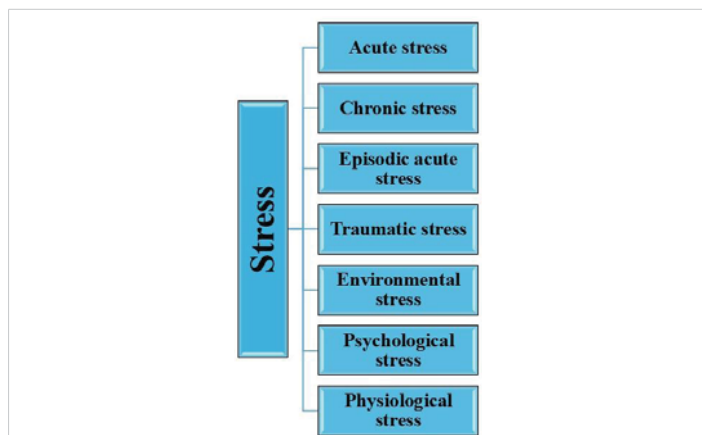 Stress
Acute stress
Chronic stress
Episodic acute
stress
Traumatic stress
Environmental
stress
Psychological
stress
Physiological
stress